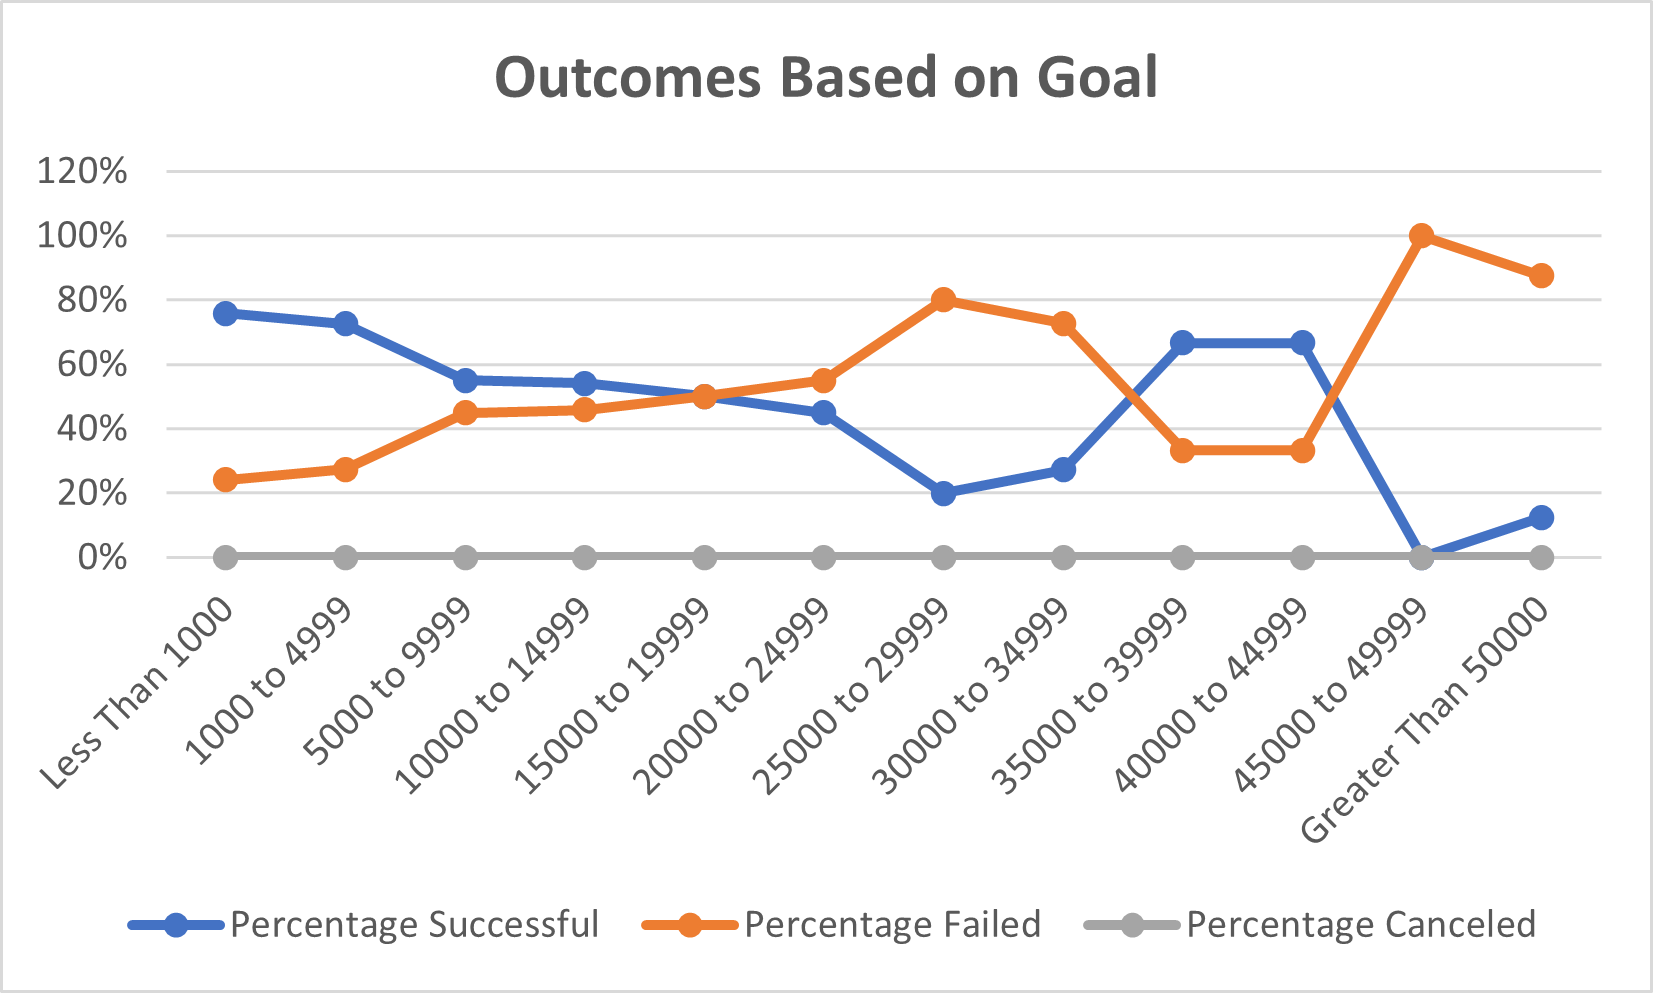 Outcomes Based on Goal
120%
100%
80%
60%
40%
20%
0%
Less Than 1000
1000 to 4999
5000 to 9999
10000 to 14999
15000 to 19999
20000 to 24999
25000 to 29999
30000 to 34999
35000 to 39999
40000 to 44999
45000 to 49999
Greater Than 50000
Percentage Successful
Percentage Failed
Percentage Canceled